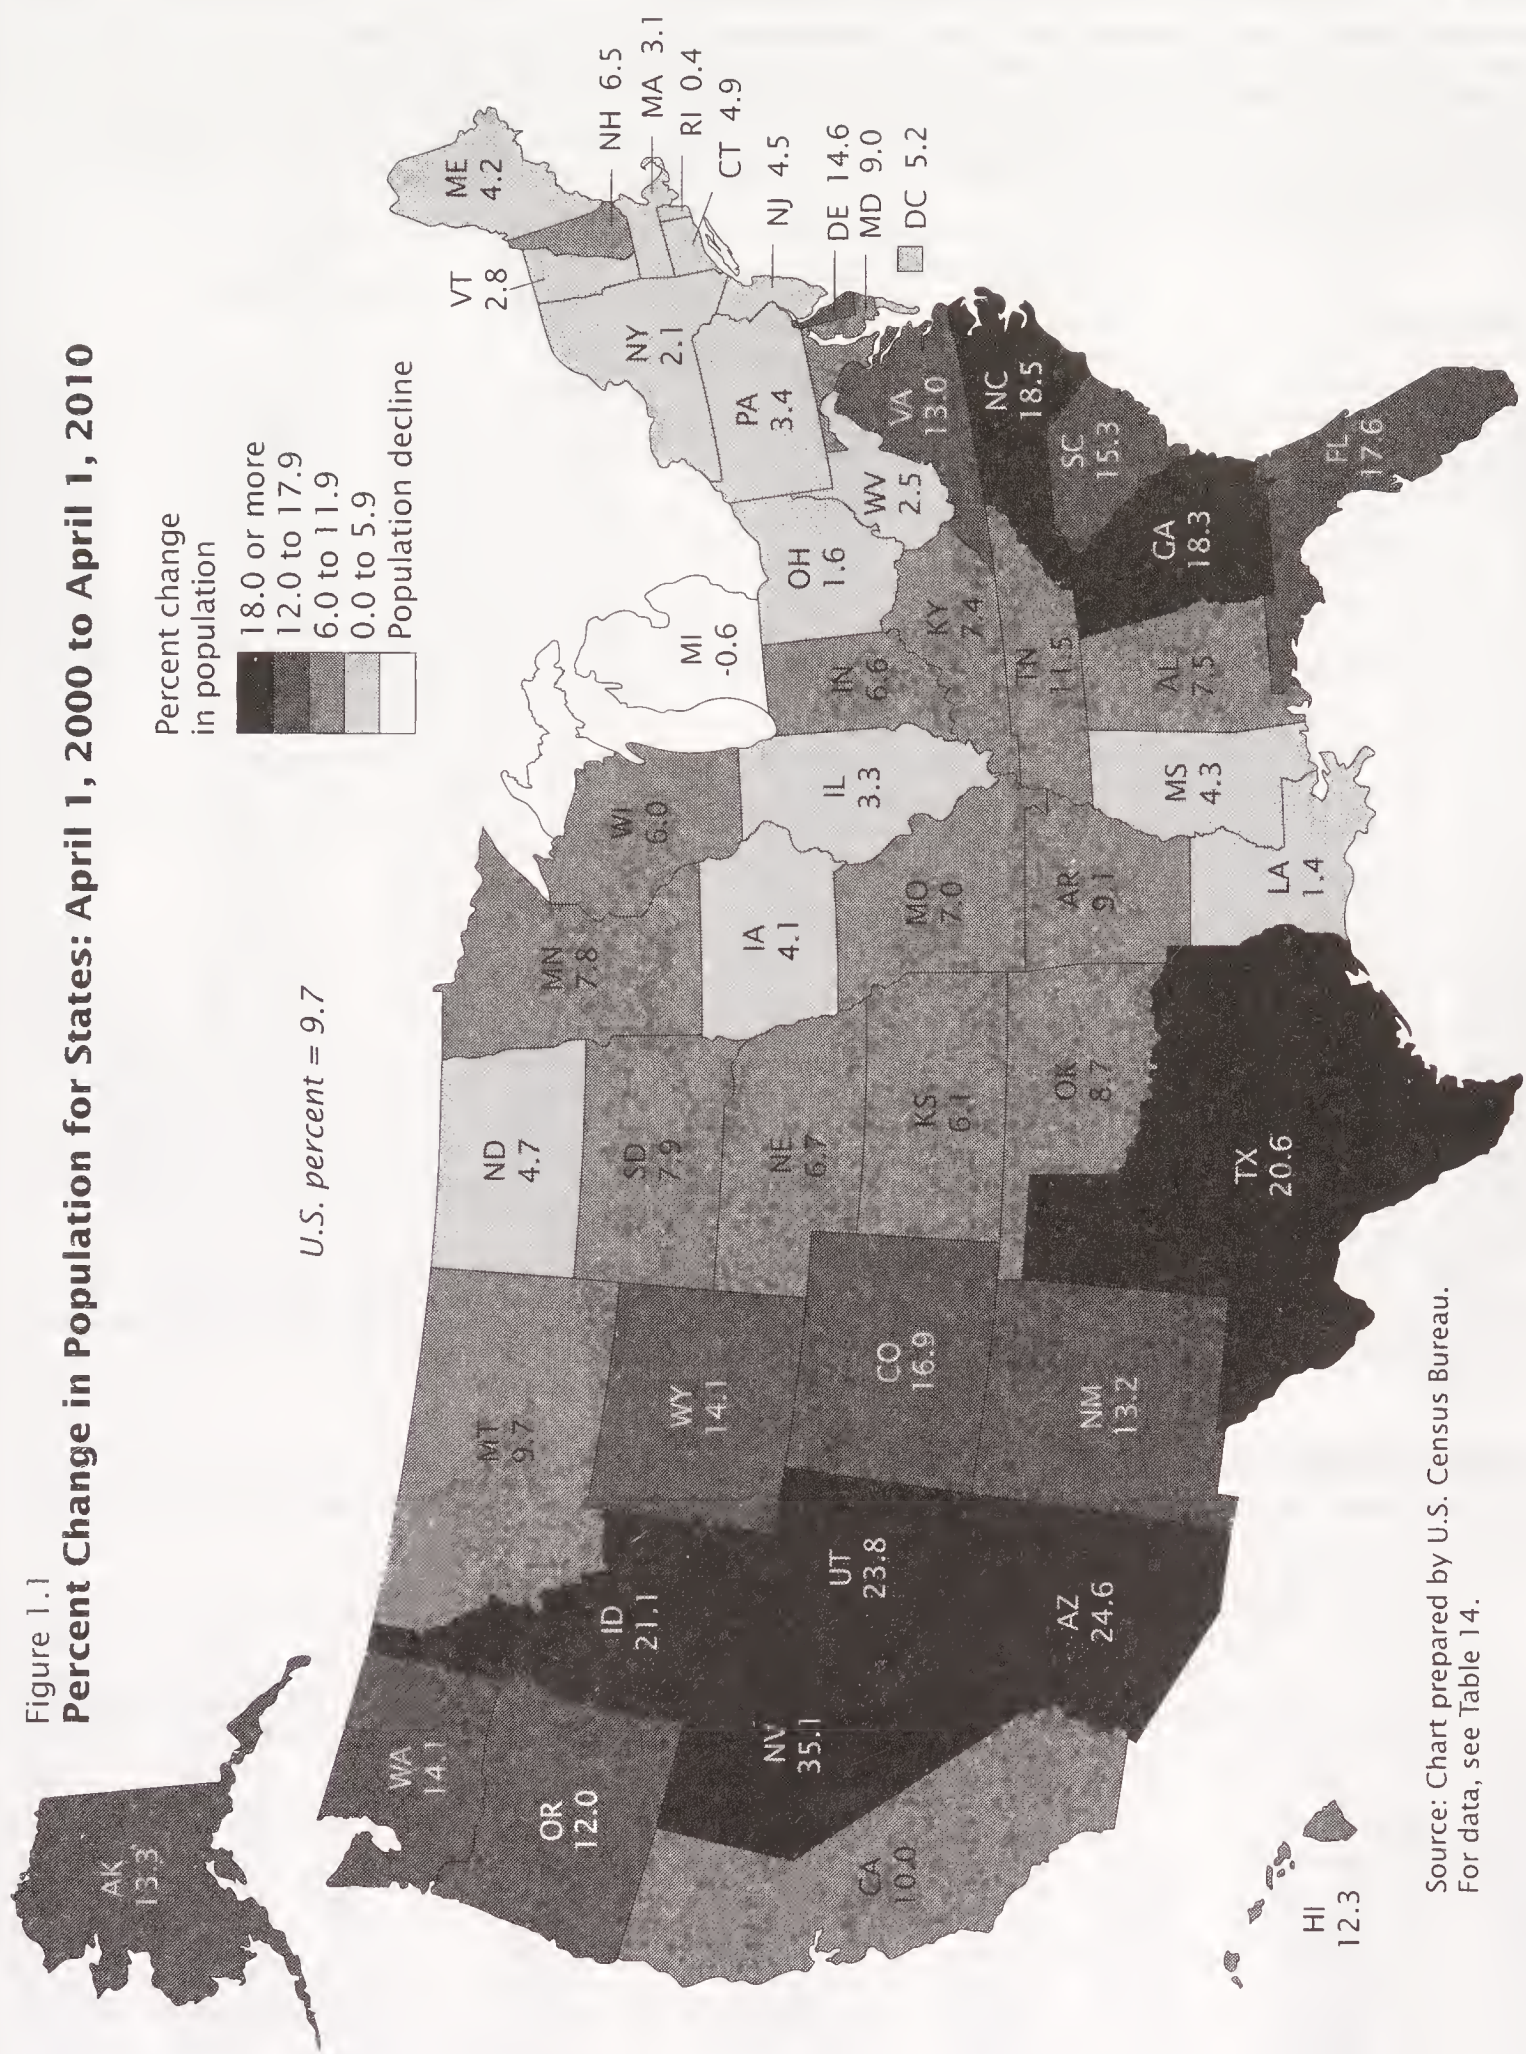 Figure 1.1
Percent Change in Population for States: April 1, 2000 to April 1, 2010
Percent change
in population
18.0 or more
12.0 to 17.9
6.0 to 11.9
0.0 to 5.9
Population decline
U.S. percent = 9.7
AK
13.3
WA
14.1
OR
12.0
CA
10.0
NV
35.1
ID
21.1
UT
23.8
AZ
24.6
MT
9.7
WY
14.1
CO
16.9
NM
13.2
ND
4.7
SD
7.9
NE
6.7
KS
6.1
OK
8.7
TX
20.6
MN
7.8
IA
4.1
MO
7.0
AR
9.1
LA
1.4
WI
6.0
IL
3.3
MS
4.3
MI
-0.6
IN
6.6
KY
7.4
TN
11.5
AL
7.5
OH
1.6
WV
2.5
GA
18.3
FL
17.6
SC
15.3
NC
18.5
VA
13.0
PA
3.4
NY
2.1
VT
2.8
ME
4.2
NH 6.5
MA 3.1
RI 0.4
CT 4.9
NJ 4.5
DE 14.6
MD 9.0
DC 5.2
HI
12.3
Source: Chart prepared by U.S. Census Bureau.
For data, see Table 14.